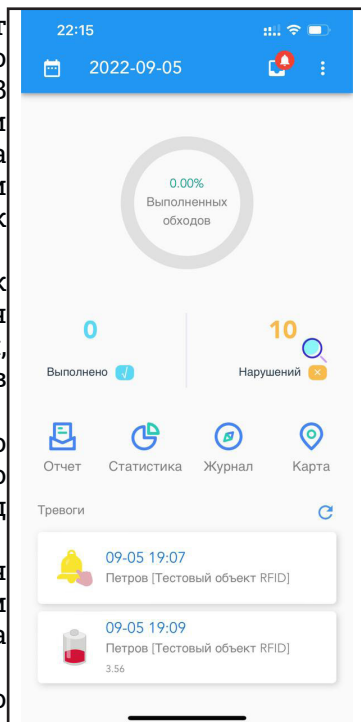 22:15
2022-09-05
0.00%
Выполненных
обходов
0
10
Выполнено
Нарушений
Отчет Статистика Журнал Карта
Тревоги
09-05 19:07
Петров [Тестовый объект RFID]
09-05 19:09
Петров [Тестовый объект RFID]
3.56